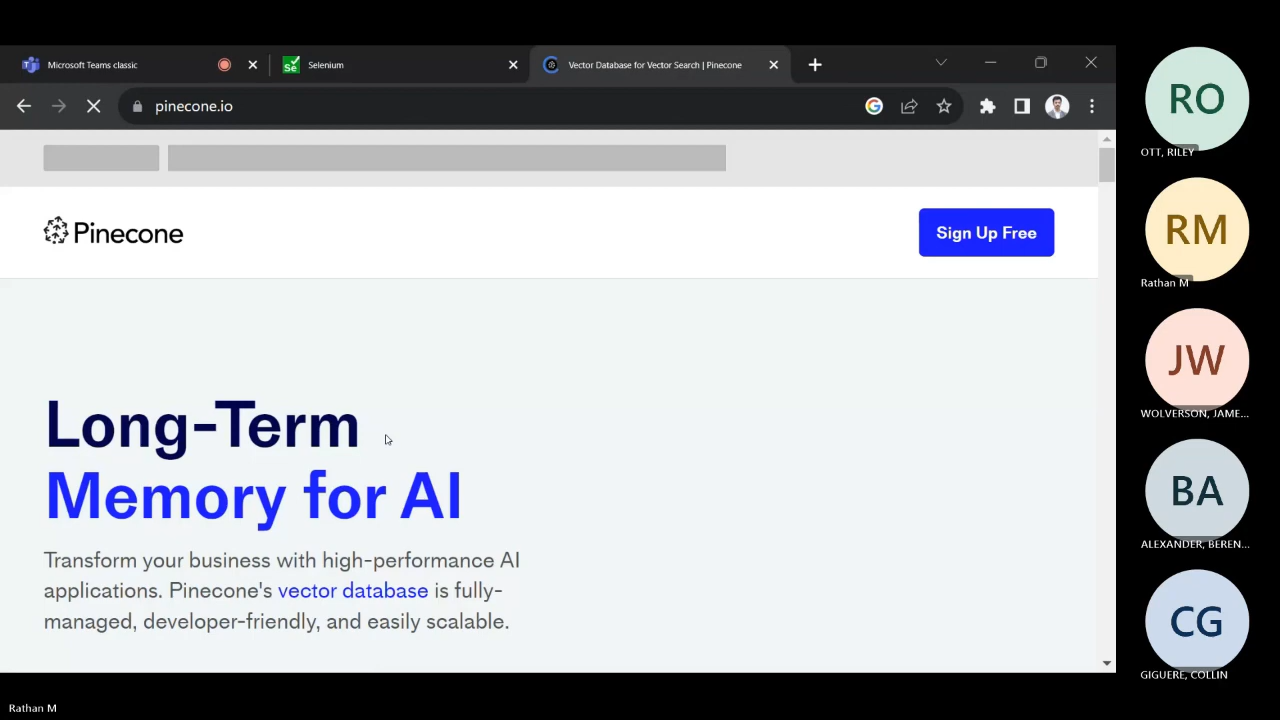 Microsoft Teams classic
Selenium
Vector Database for Vector Search | Pinecone
pinecone.io
Pinecone
Sign Up Free
Long-Term
Memory for AI
Transform your business with high-performance AI
applications. Pinecone's vector database is fully-
managed, developer-friendly, and easily scalable.
RO
OTT, RILEY
RM
Rathan M
JW
WOLVERSON, JAME...
BA
ALEXANDER, BEREN...
CG
GIGUERE, COLLIN
Rathan M